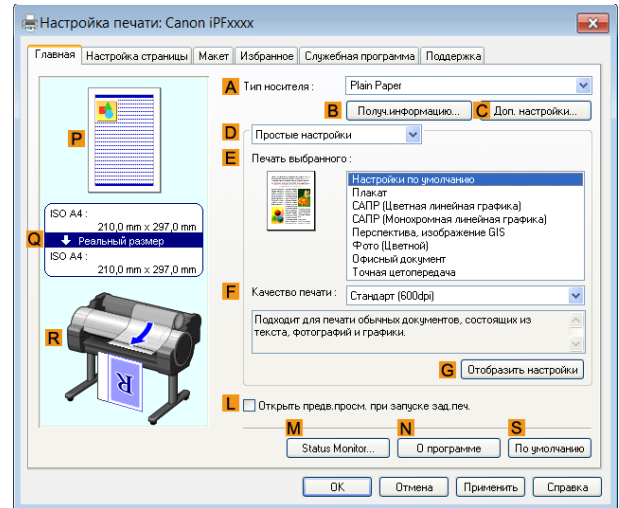 Настройка печати: Canon iPFxxxx
Главная Настройка страницы Макет Избранное Служебная программа Поддержка
A Тип носителя : Plain Paper
B Получ.информацию... C Доп. настройки...
P
D Простые настройки
E Печать выбранного :
Настройки по умолчанию
Плакат
САПР (Цветная линейная графика)
САПР (Монохромная линейная графика)
Перспектива, изображение GIS
Фото (Цветной)
Офисный документ
Точная цетопередача
ISO A4 :
210,0 mm x 297,0 mm
Q Реальный размер
ISO A4 :
210,0 mm x 297,0 mm
F Качество печати : Стандарт (600dpi)
Подходит для печати обычных документов, состоящих из
текста, фотографий и графики.
R
R
G Отобразить настройки
L Открыть предв.просм. при запуске зад.печ.
M N S
Status Monitor... О программе По умолчанию
OK Отмена Применить Справка